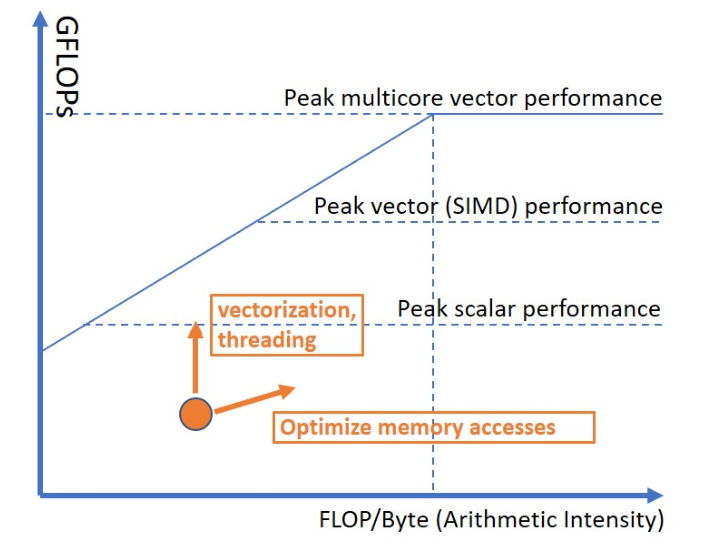 GFLOPs
Peak multicore vector performance
Peak vector (SIMD) performance
Peak scalar performance
vectorization,
threading
Optimize memory accesses
FLOP/Byte (Arithmetic Intensity)